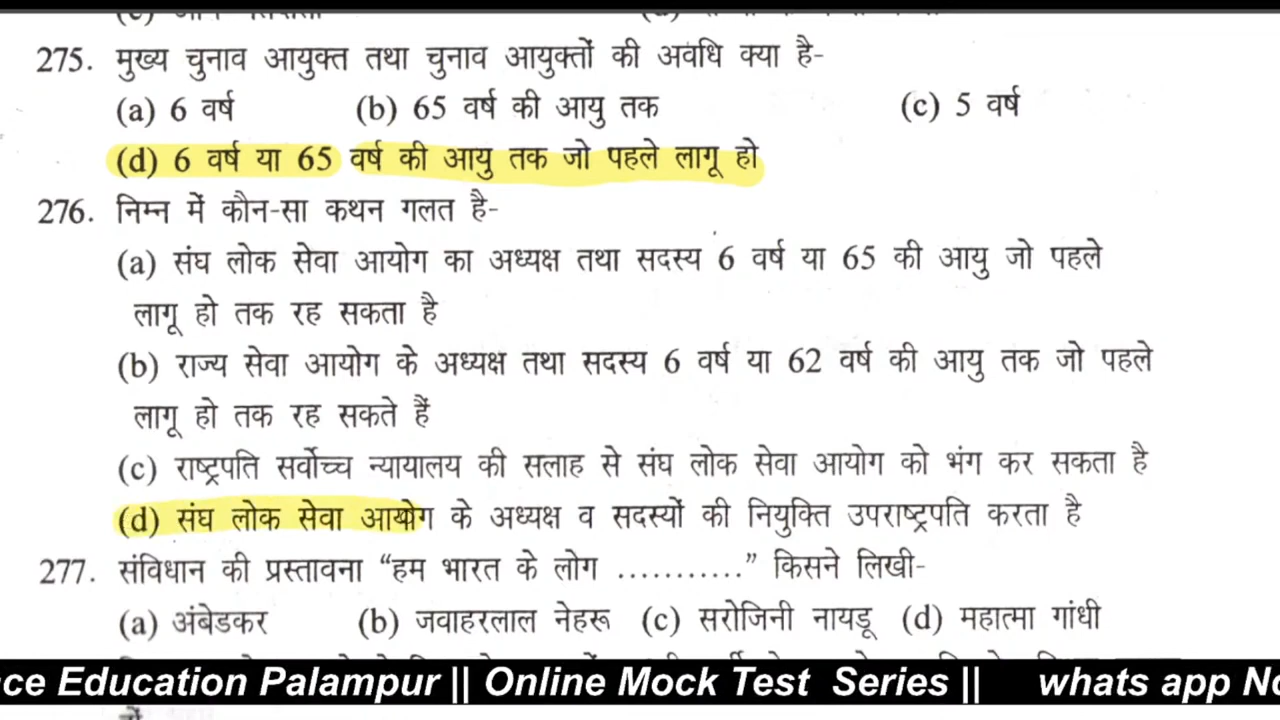 275. मुख्य चुनाव आयुक्त तथा चुनाव आयुक्तों की अवधि क्या है-
(a) 6 वर्ष (b) 65 वर्ष की आयु तक (c) 5 वर्ष
(d) 6 वर्ष या 65 वर्ष की आयु तक जो पहले लागू हो
276. निम्न में कौन-सा कथन गलत है-
(a) संघ लोक सेवा आयोग का अध्यक्ष तथा सदस्य 6 वर्ष या 65 की आयु जो पहले
लागू हो तक रह सकता है
(b) राज्य सेवा आयोग के अध्यक्ष तथा सदस्य 6 वर्ष या 62 वर्ष की आयु तक जो पहले
लागू हो तक रह सकते हैं
(c) राष्ट्रपति सर्वोच्च न्यायालय की सलाह से संघ लोक सेवा आयोग को भंग कर सकता है
(d) संघ लोक सेवा आयोग के अध्यक्ष व सदस्यों की नियुक्ति उपराष्ट्रपति करता है
277. संविधान की प्रस्तावना “हम भारत के लोग ............” किसने लिखी-
(a) अंबेडकर (b) जवाहरलाल नेहरू (c) सरोजिनी नायडू (d) महात्मा गांधी
ce Education Palampur || Online Mock Test Series || whats app No